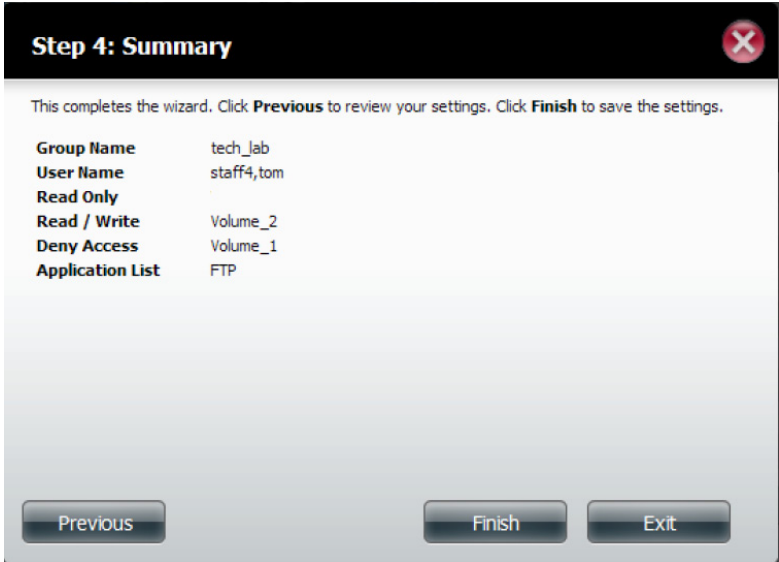 Step 4: Summary
This completes the wizard. Click Previous to review your settings. Click Finish to save the settings.
Group Name tech_lab
User Name staff4,tom
Read Only
Read / Write Volume_2
Deny Access Volume_1
Application List FTP
Previous Finish Exit